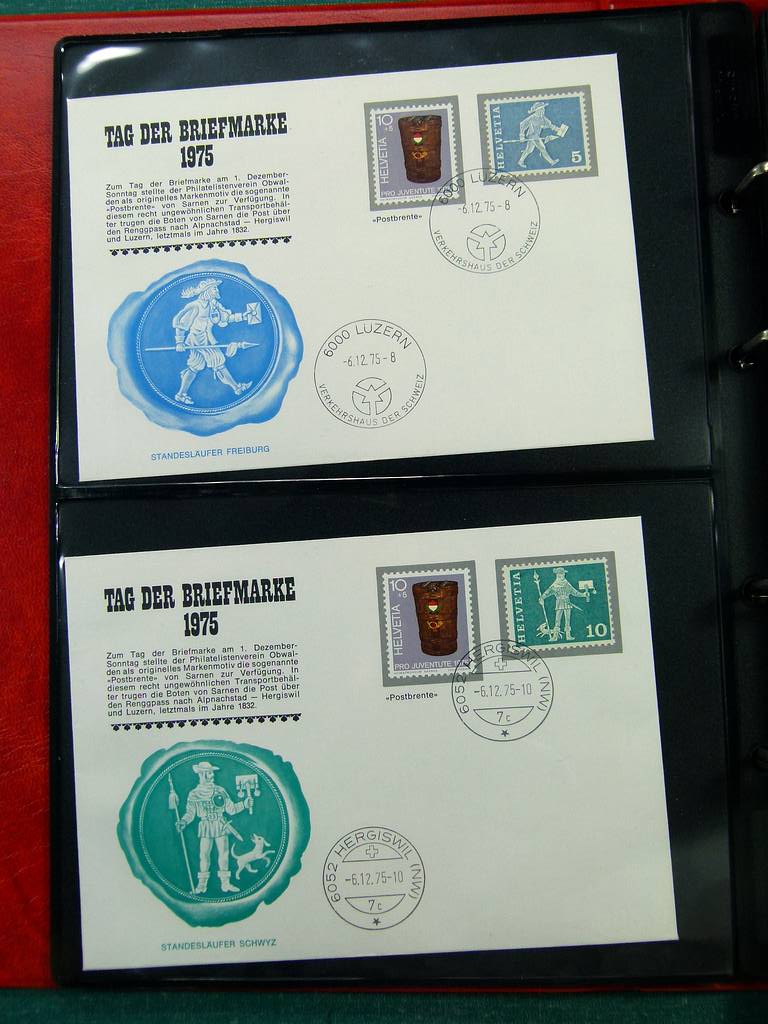 TAG DER BRIEFMARKE
1975
Zum Tag der Briefmarke am 1. Dezember-
Sonntag stellte der Philatelistenverein Obwal-
den als originelles Markenmotiv die sogenannte
«Postbrente» von Sarnen zur Verfügung. In
diesem recht ungewöhnlichen Transportbehäl-
ter trugen die Boten von Sarnen die Post über
den Renggpass nach Alpnachstad — Hergiswil
und Luzern, letztmals im Jahre 1832.
10
+5
HELVETIA
PRO JUVENTUTE
«Postbrente»
HELVETIA
5
6000 LUZERN
-6.12.75-8
VERKEHRSHAUS DER SCHWEIZ
6000 LUZERN
-6.12.75-8
VERKEHRSHAUS DER SCHWEIZ
STANDESLÄUFER FREIBURG
TAG DER BRIEFMARKE
1975
Zum Tag der Briefmarke am 1. Dezember-
Sonntag stellte der Philatelistenverein Obwal-
den als originelles Markenmotiv die sogenannte
«Postbrente» von Sarnen zur Verfügung. In
diesem recht ungewöhnlichen Transportbehäl-
ter trugen die Boten von Sarnen die Post über
den Renggpass nach Alpnachstad — Hergiswil
und Luzern, letztmals im Jahre 1832.
10
+5
HELVETIA
PRO JUVENTUTE
«Postbrente»
HELVETIA
10
6052 HERGISWIL (NW)
-6.12.75-10
7c
6052 HERGISWIL (NW)
-6.12.75-10
7c
STANDESLÄUFER SCHWYZ